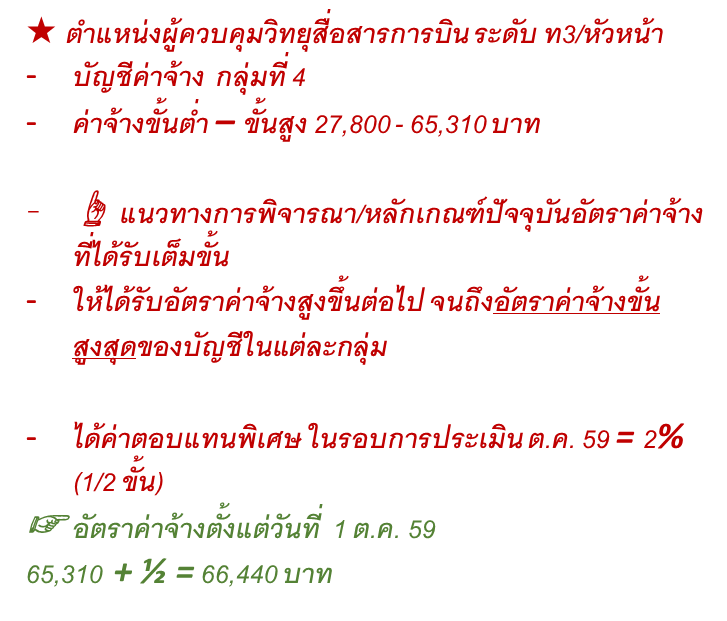 ★ ตำแหน่งผู้ควบคุมวิทยุสื่อสารการบิน ระดับ ท3/หัวหน้า
- บัญชีค่าจ้าง กลุ่มที่ 4
- ค่าจ้างขั้นต่ำ – ขั้นสูง 27,800 - 65,310 บาท
- ☝ แนวทางการพิจารณา/หลักเกณฑ์ปัจจุบันอัตราค่าจ้าง
ที่ได้รับเต็มขั้น
- ให้ได้รับอัตราค่าจ้างสูงขึ้นต่อไป จนถึงอัตราค่าจ้างขั้น
สูงสุดของบัญชีในแต่ละกลุ่ม
- ได้ค่าตอบแทนพิเศษ ในรอบการประเมิน ต.ค. 59 = 2%
(1/2 ขั้น)
☞ อัตราค่าจ้างตั้งแต่วันที่ 1 ต.ค. 59
65,310 + ½ = 66,440 บาท